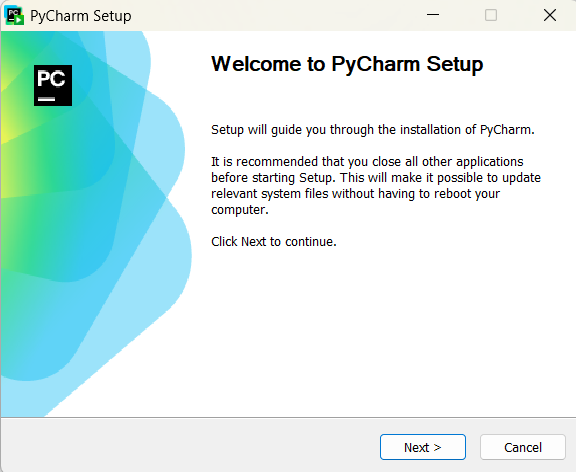 PyCharm Setup
PC
Welcome to PyCharm Setup
Setup will guide you through the installation of PyCharm.
It is recommended that you close all other applications
before starting Setup. This will make it possible to update
relevant system files without having to reboot your
computer.
Click Next to continue.
Next >
Cancel